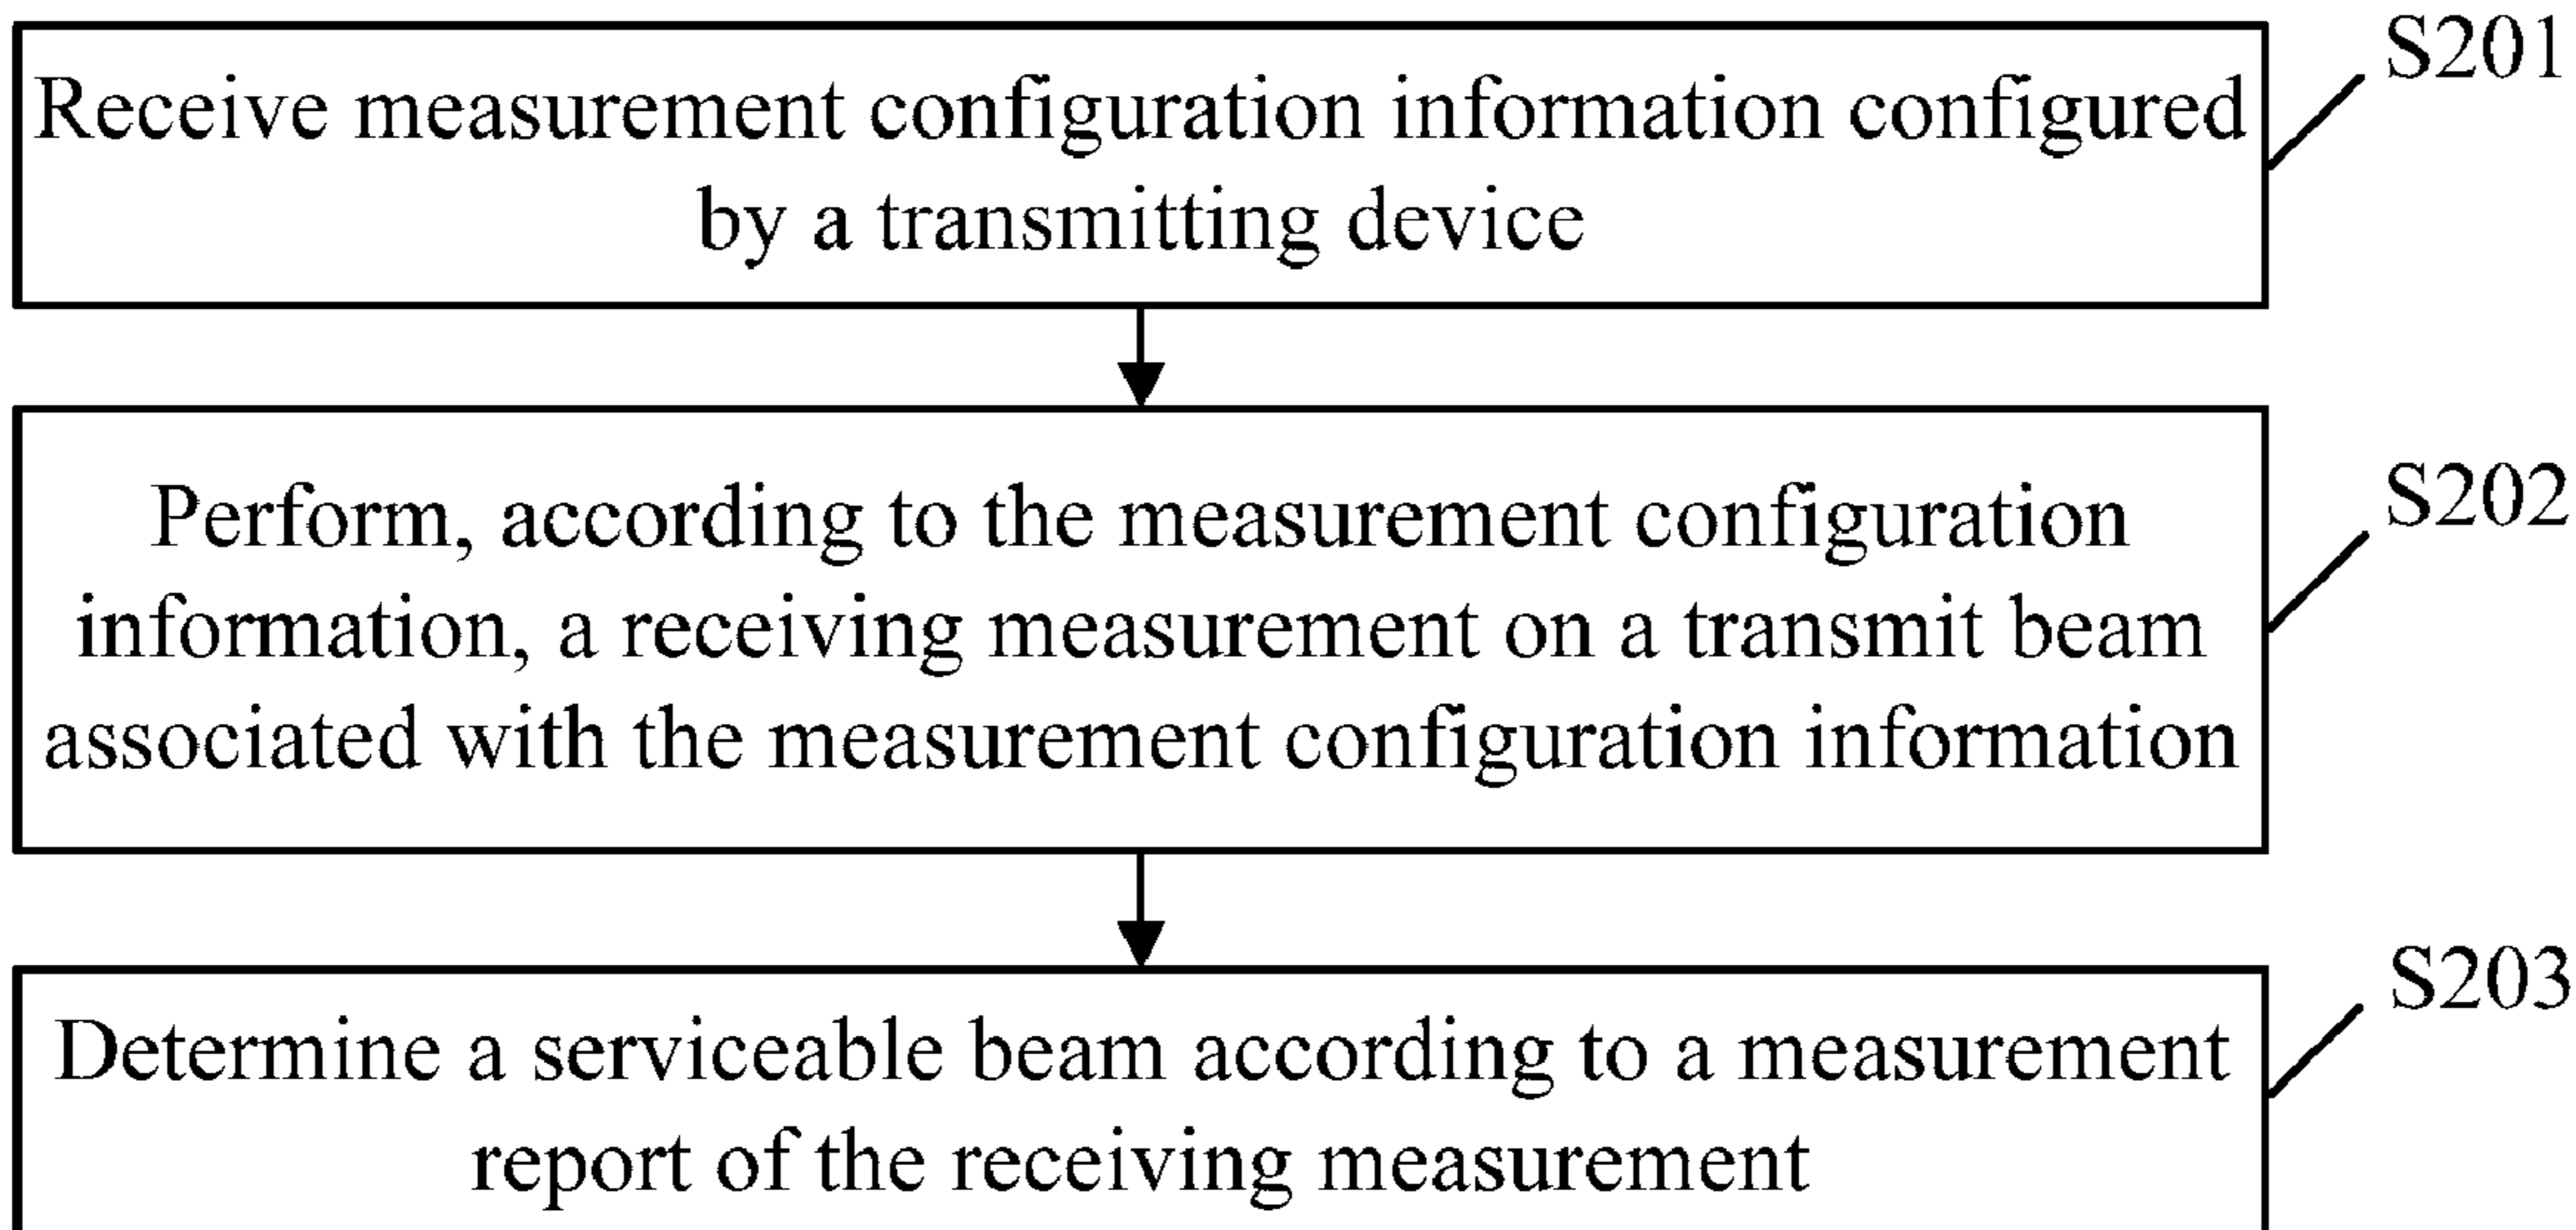 Receive measurement configuration information configured
by a transmitting device
S201
Perform, according to the measurement configuration
information, a receiving measurement on a transmit beam
associated with the measurement configuration information
S202
Determine a serviceable beam according to a measurement
report of the receiving measurement
S203